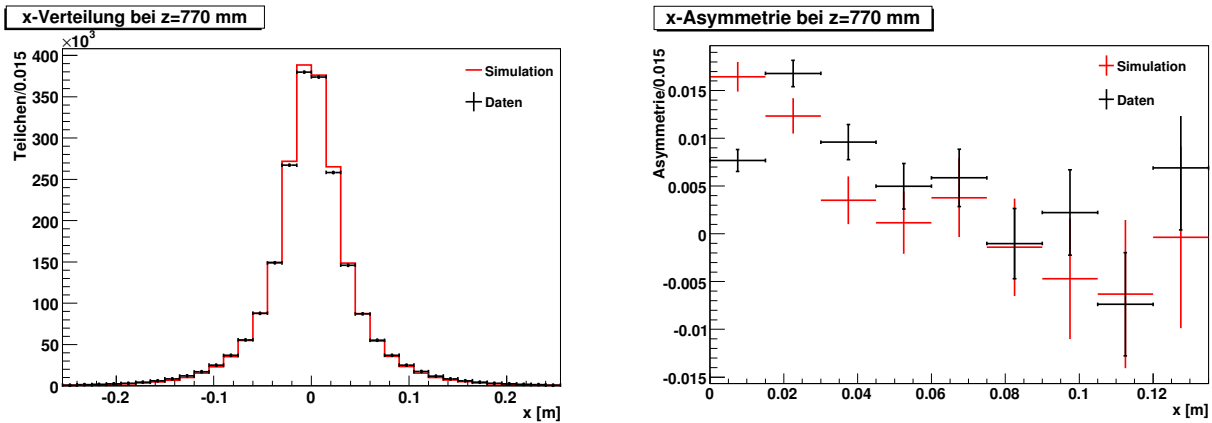 x-Verteilung bei z=770 mm
×10³
Teilchen/0.015
400
350
300
250
200
150
100
50
0
-0.2
-0.1
0
0.1
0.2
x [m]
Simulation
Daten
x-Asymmetrie bei z=770 mm
Asymmetrie/0.015
0.015
0.01
0.005
0
-0.005
-0.01
-0.015
0
0.02
0.04
0.06
0.08
0.1
0.12
x [m]
Simulation
Daten